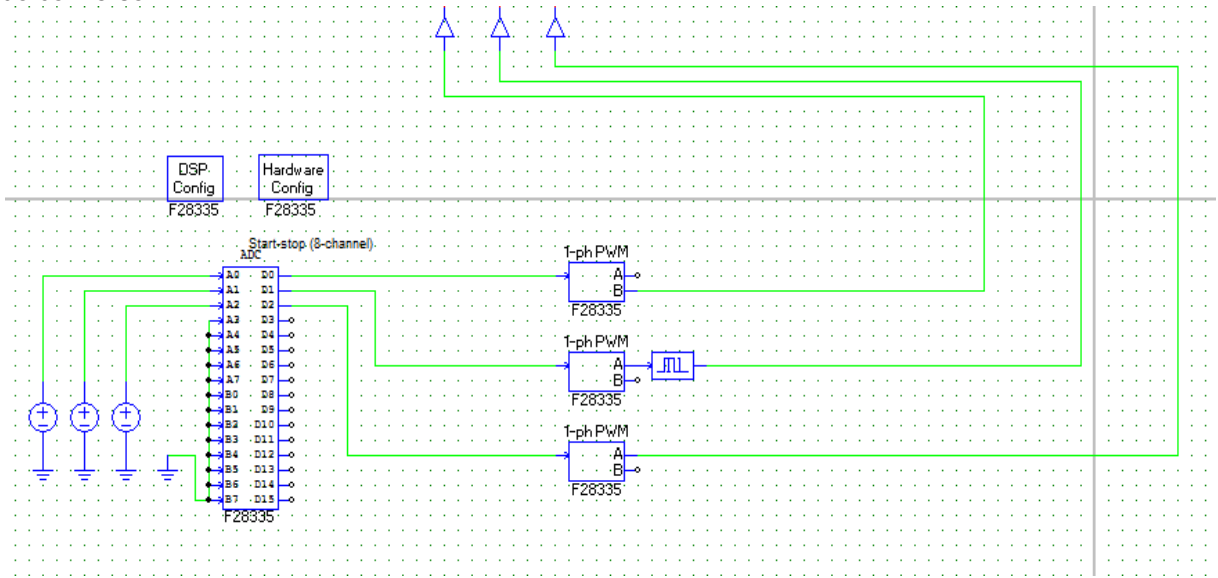 DSP
Config
F28335
Hardware
Config
F28335
Start-stop (8-channel)
ADC
A0 D0
A1 D1
A2 D2
A3 D3
A4 D4
A5 D5
A6 D6
A7 D7
B0 D8
B1 D9
B2 D10
B3 D11
B4 D12
B5 D13
B6 D14
B7 D15
F28335
1-ph PWM
A
B
F28335
1-ph PWM
A
B
F28335
1-ph PWM
A
B
F28335